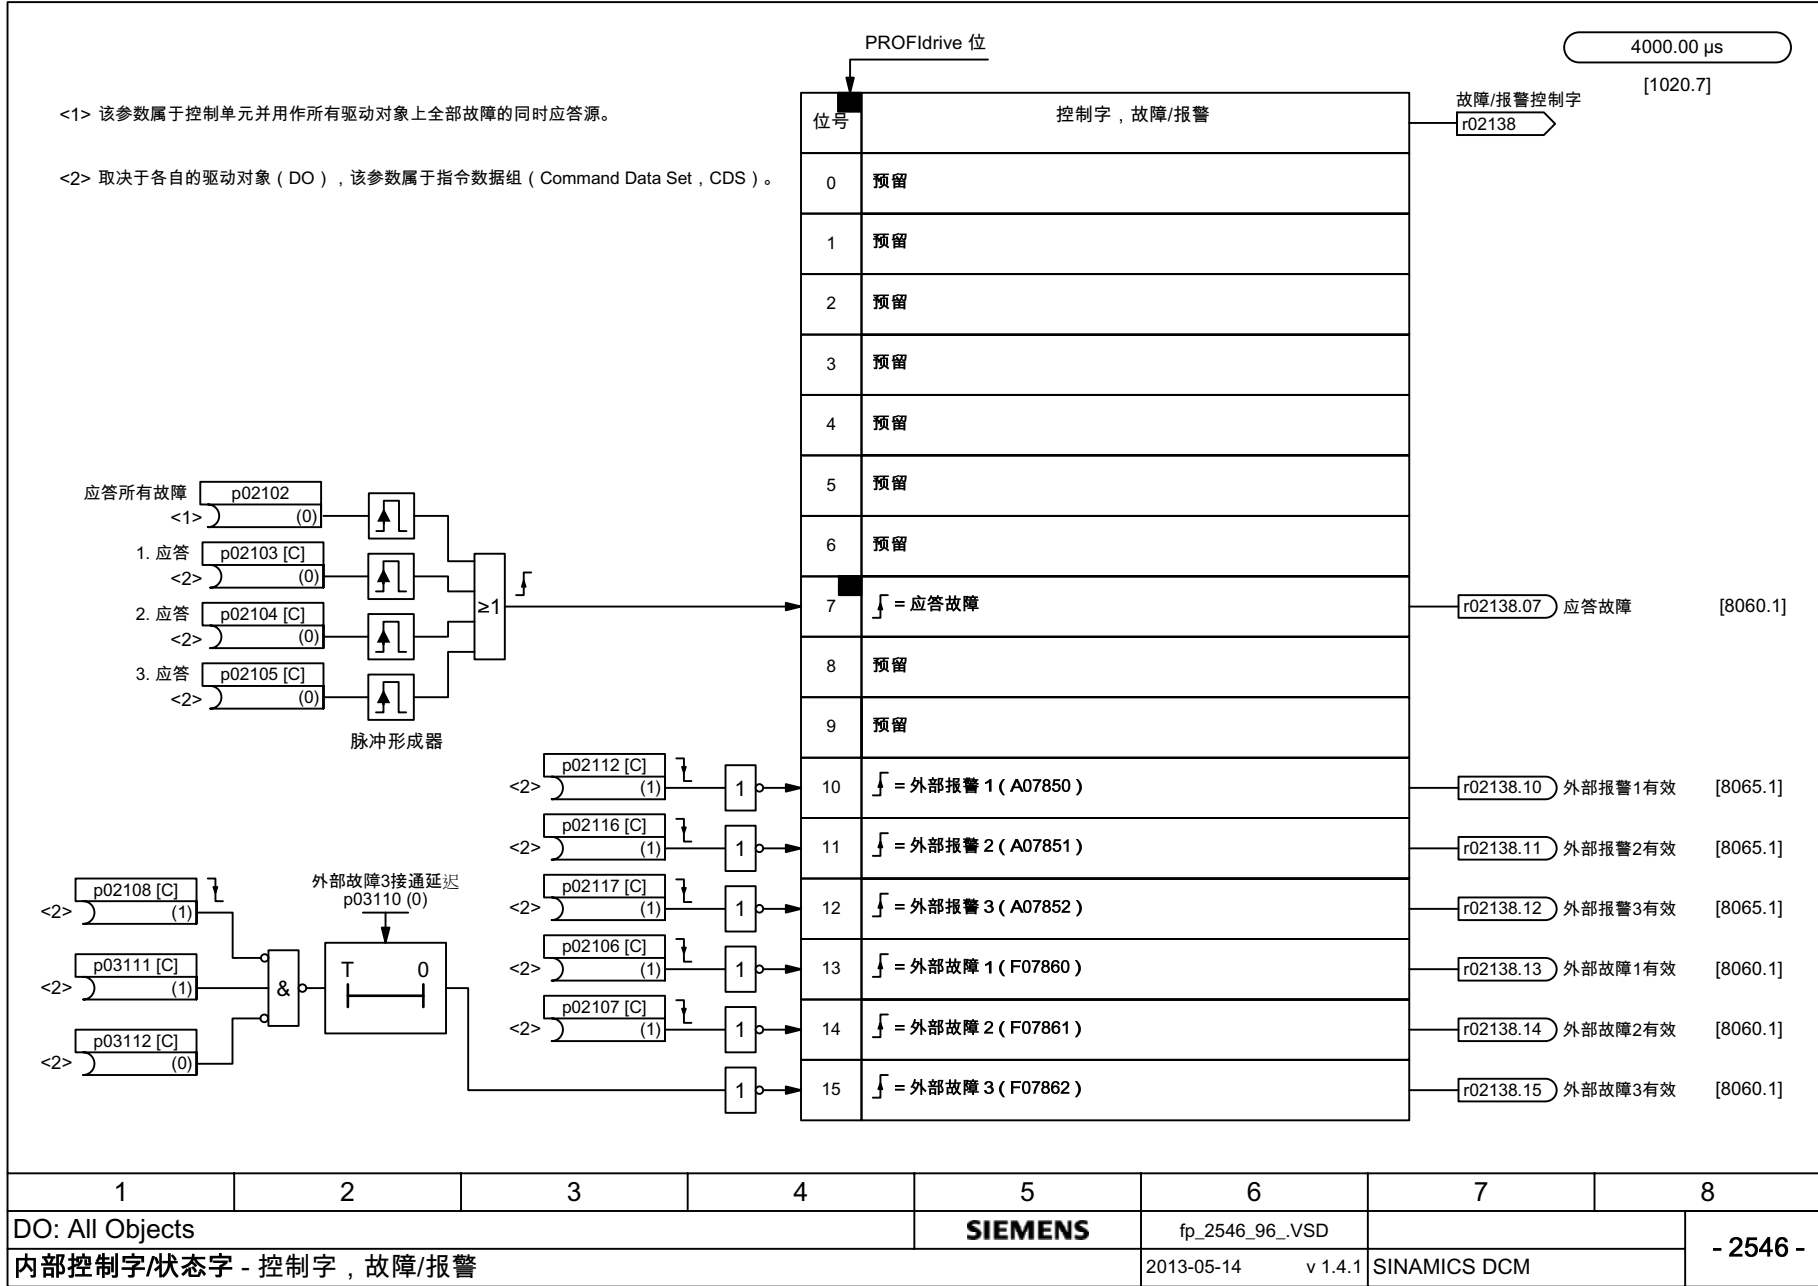 PROFIdrive 位
4000.00 µs
[1020.7]
<1> 该参数属于控制单元并用作所有驱动对象上全部故障的同时应答源。
<2> 取决于各自的驱动对象（DO），该参数属于指令数据组（Command Data Set，CDS）。
位号 控制字，故障/报警
故障/报警控制字
r02138
0 预留
1 预留
2 预留
3 预留
4 预留
5 预留
6 预留
应答所有故障 p02102
<1> (0)
1. 应答 p02103 [C]
<2> (0)
2. 应答 p02104 [C]
<2> (0)
3. 应答 p02105 [C]
<2> (0)
脉冲形成器
≥1
7 = 应答故障 r02138.07 应答故障 [8060.1]
8 预留
9 预留
p02112 [C]
<2> (1) 1 10 = 外部报警 1（A07850） r02138.10 外部报警1有效 [8065.1]
p02116 [C]
<2> (1) 1 11 = 外部报警 2（A07851） r02138.11 外部报警2有效 [8065.1]
p02117 [C]
<2> (1) 1 12 = 外部报警 3（A07852） r02138.12 外部报警3有效 [8065.1]
p02106 [C]
<2> (1) 1 13 = 外部故障 1（F07860） r02138.13 外部故障1有效 [8060.1]
p02107 [C]
<2> (1) 1 14 = 外部故障 2（F07861） r02138.14 外部故障2有效 [8060.1]
p02108 [C]
<2> (1)
p03111 [C]
<2> (1)
p03112 [C]
<2> (0)
&
外部故障3接通延迟
p03110 (0)
T 0
1 15 = 外部故障 3（F07862） r02138.15 外部故障3有效 [8060.1]
1 2 3 4 5 6 7 8
DO: All Objects SIEMENS fp_2546_96_.VSD
内部控制字/状态字 - 控制字，故障/报警 2013-05-14 v 1.4.1 SINAMICS DCM
- 2546 -